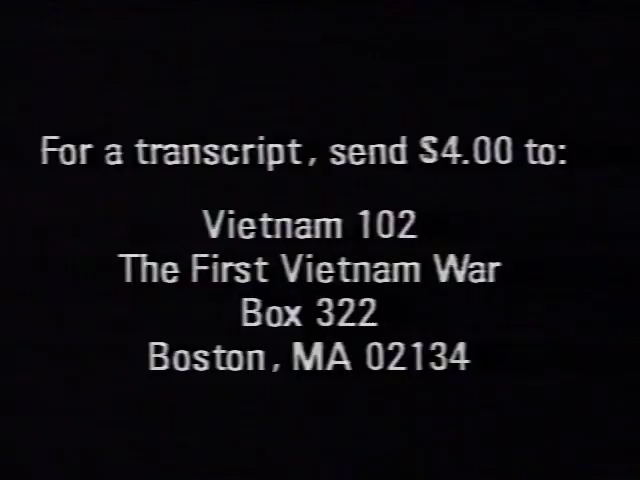 For a transcript, send $4.00 to:
Vietnam 102
The First Vietnam War
Box 322
Boston, MA 02134